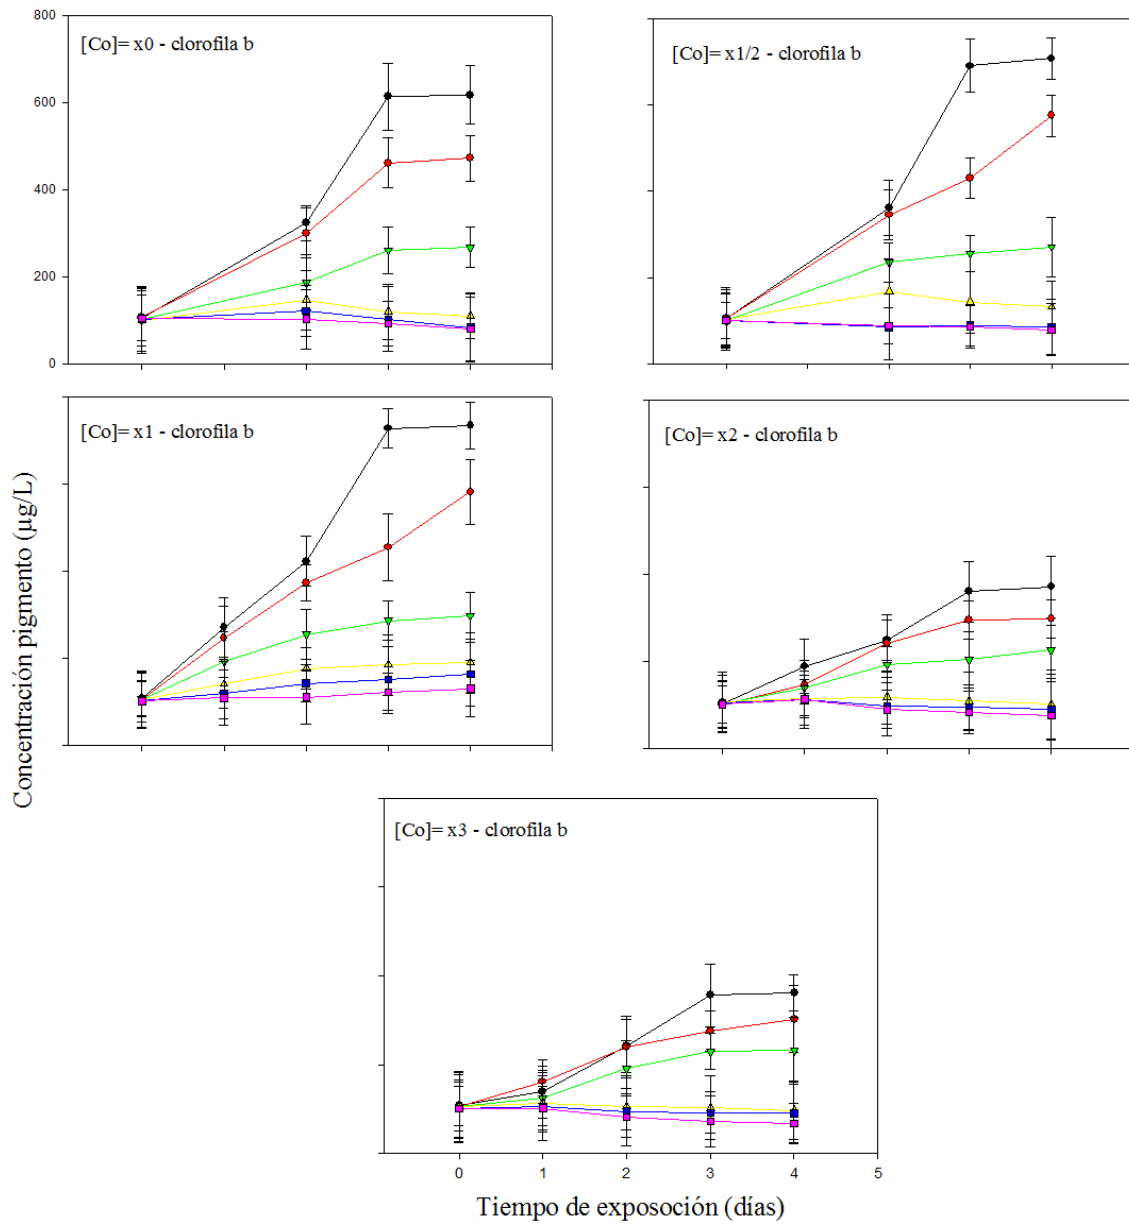 800
[Co]= x0 - clorofila b
[Co]= x1/2 - clorofila b
600
400
200
0
[Co]= x1 - clorofila b
[Co]= x2 - clorofila b
Concentración pigmento (µg/L)
[Co]= x3 - clorofila b
0 1 2 3 4 5
Tiempo de exposoción (días)